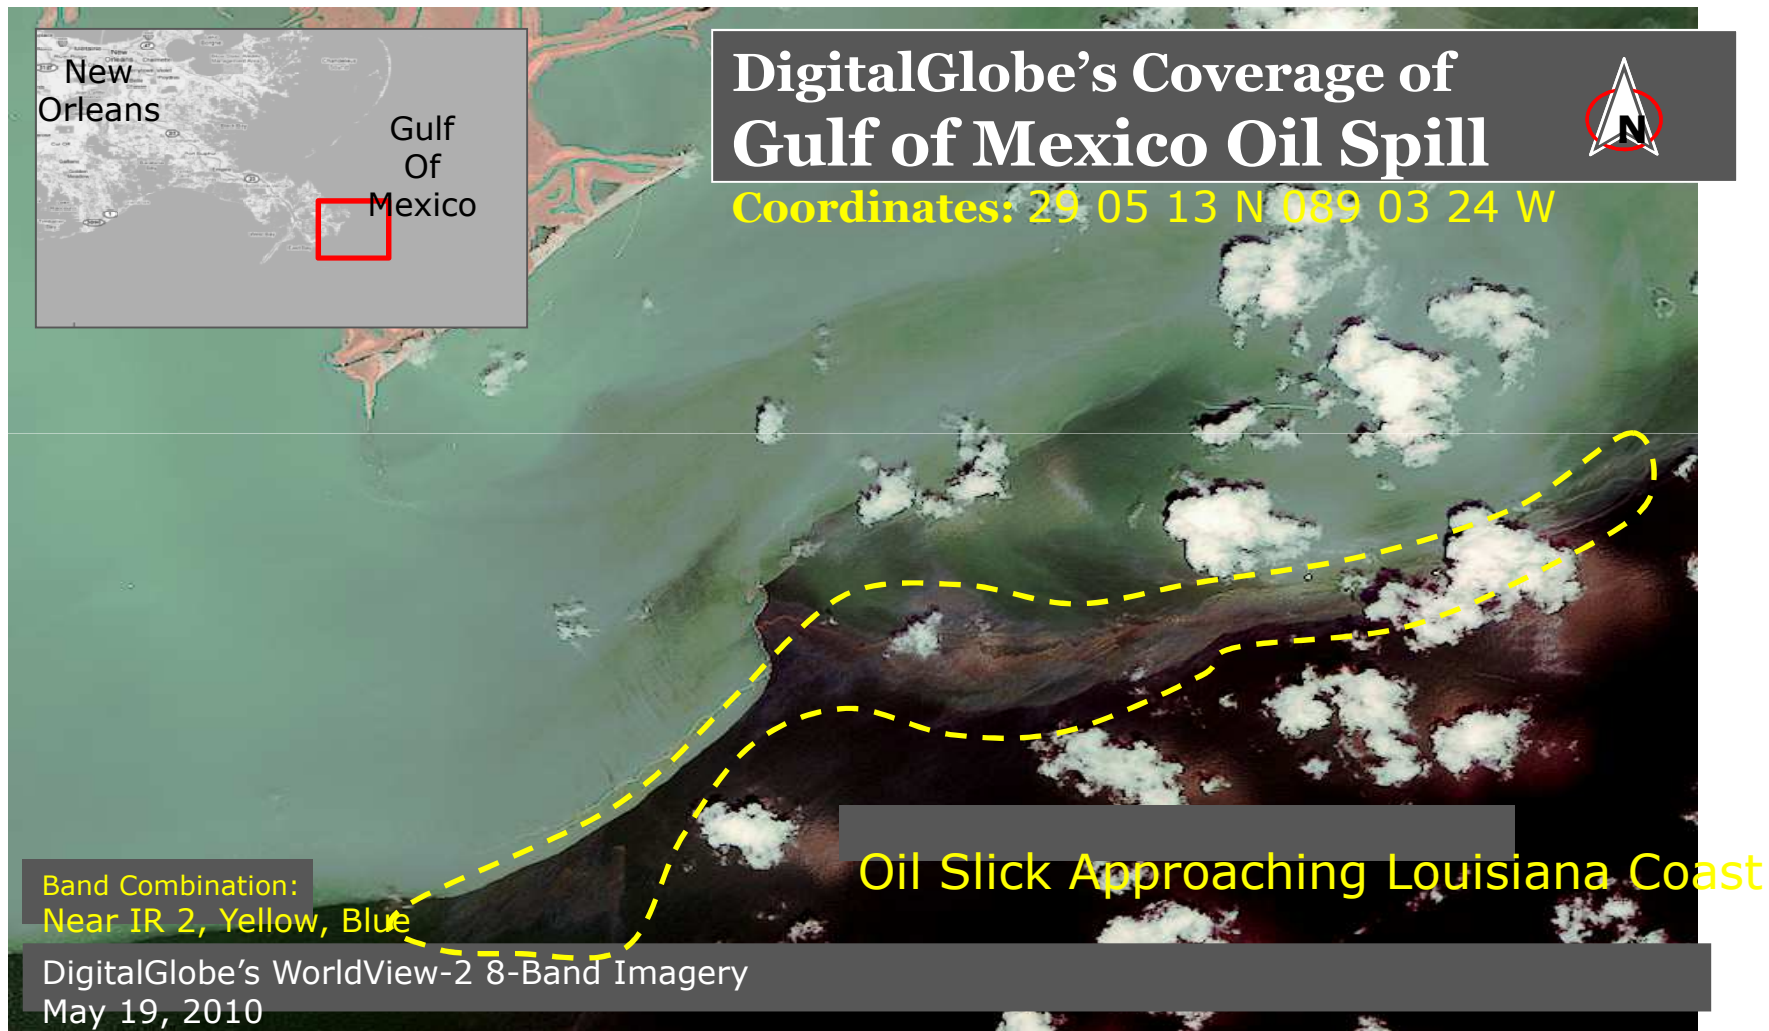 New
Orleans
Gulf
Of
Mexico
DigitalGlobe’s Coverage of
Gulf of Mexico Oil Spill
N
Coordinates: 29 05 13 N 089 03 24 W
Oil Slick Approaching Louisiana Coast
Band Combination:
Near IR 2, Yellow, Blue
DigitalGlobe’s WorldView-2 8-Band Imagery
May 19, 2010